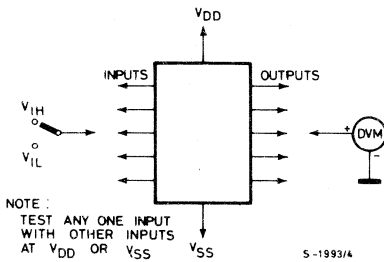 VDD
INPUTS
OUTPUTS
VIH
VIL
+
DVM
-
NOTE :
TEST ANY ONE INPUT
WITH OTHER INPUTS
AT VDD OR VSS
VSS
S-1993/4